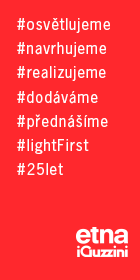 #osvětlujeme
#navrhujeme
#realizujeme
#dodáváme
#přednášíme
#lightFirst
#25let
etna
iGuzzini